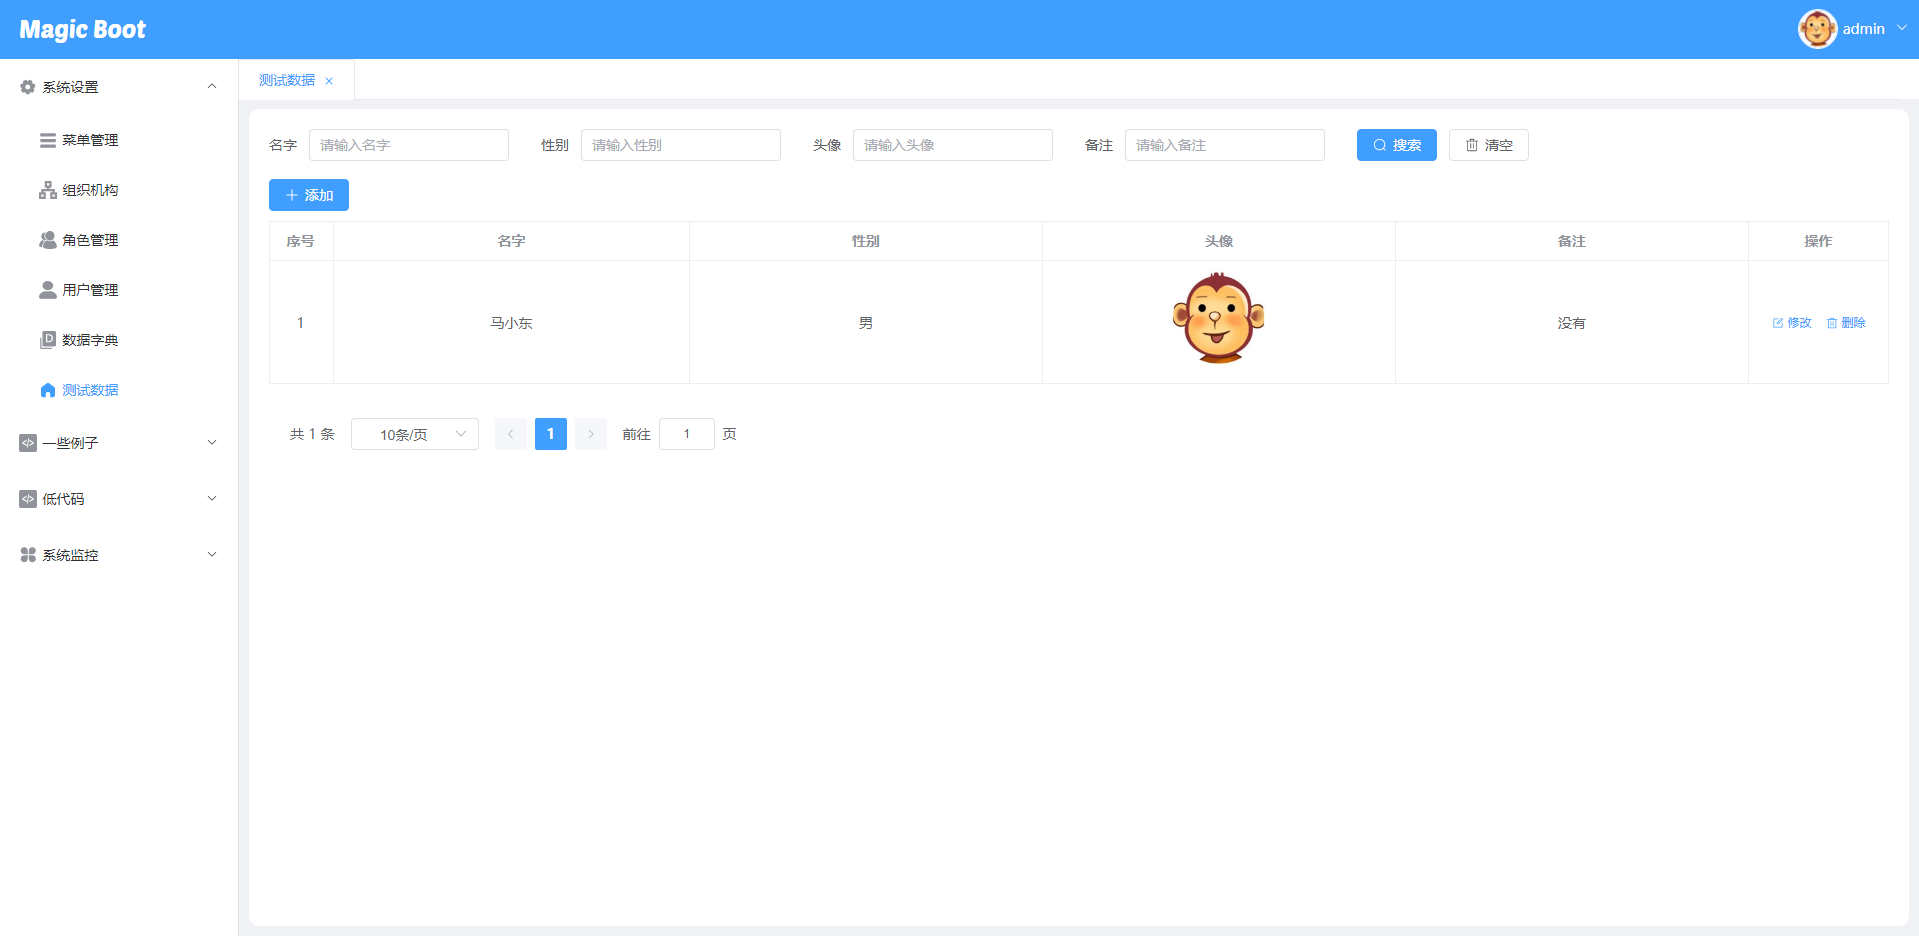 Magic Boot
admin
系统设置
菜单管理
组织机构
角色管理
用户管理
数据字典
测试数据
一些例子
低代码
系统监控
测试数据
名字 请输入名字 性别 请输入性别 头像 请输入头像 备注 请输入备注 搜索 清空
添加
序号 名字 性别 头像 备注 操作
1 马小东 男 没有 修改 删除
共 1 条 10条/页 1 前往 1 页